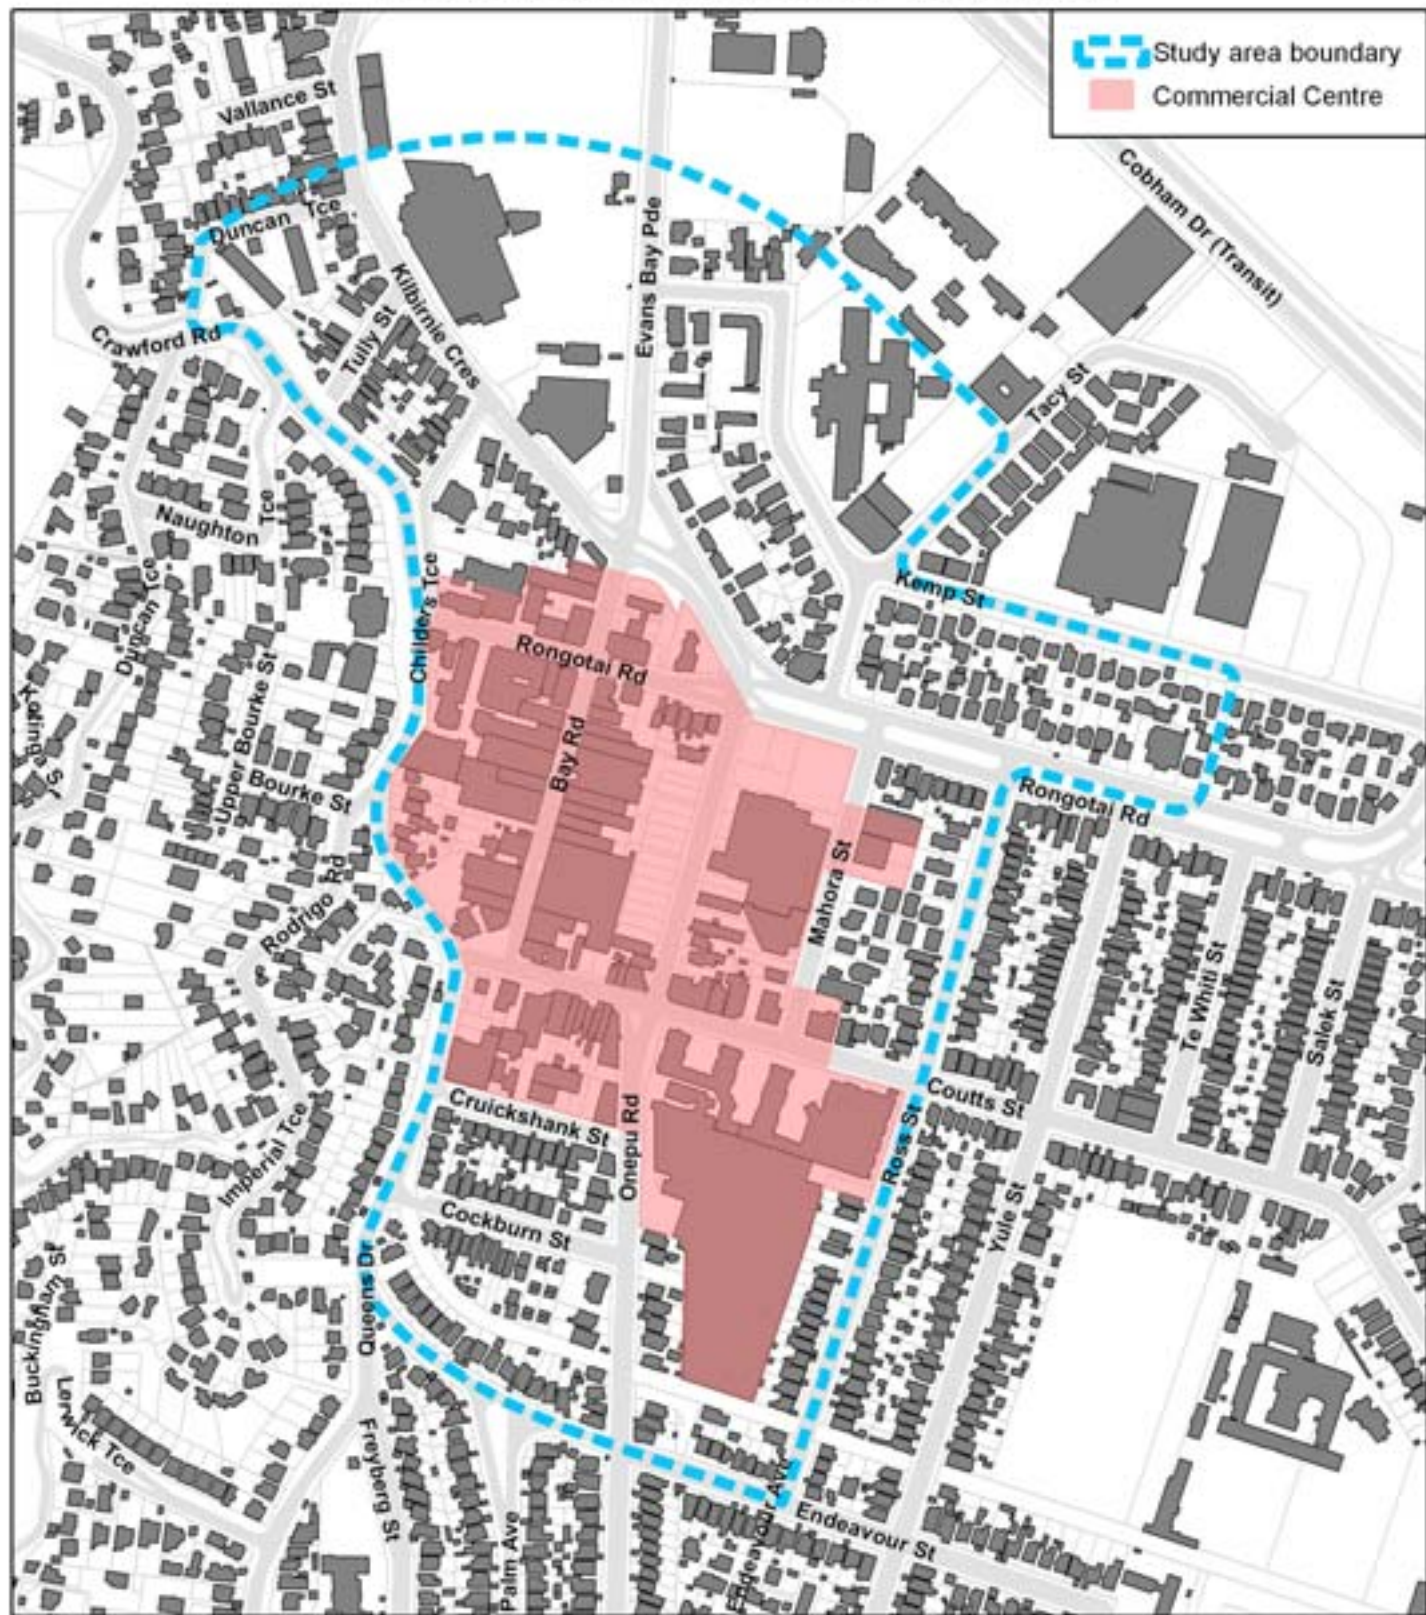 Study area boundary
Commercial Centre
Vallance St
Cobham Dr (Transit)
Duncan Tce
Evans Bay Pde
Kilbirnie Cres
Crawford Rd
Tully St
Tacy St
Naughton Tce
Kemp St
Childers Tce
Duncan Tce
Rongotai Rd
Upper Bourke St
Bay Rd
Bourke St
Rongotai Rd
Mahora St
Rodrigo Rd
Te Whiti St
Salek St
Coutts St
Cruickshank St
Onepu Rd
Ross St
Imperial Tce
Yule St
Cockburn St
Queens Dr
Buckingham St
Lerwick Tce
Freyberg St
Palm Ave
Endeavour Ave
Endeavour St